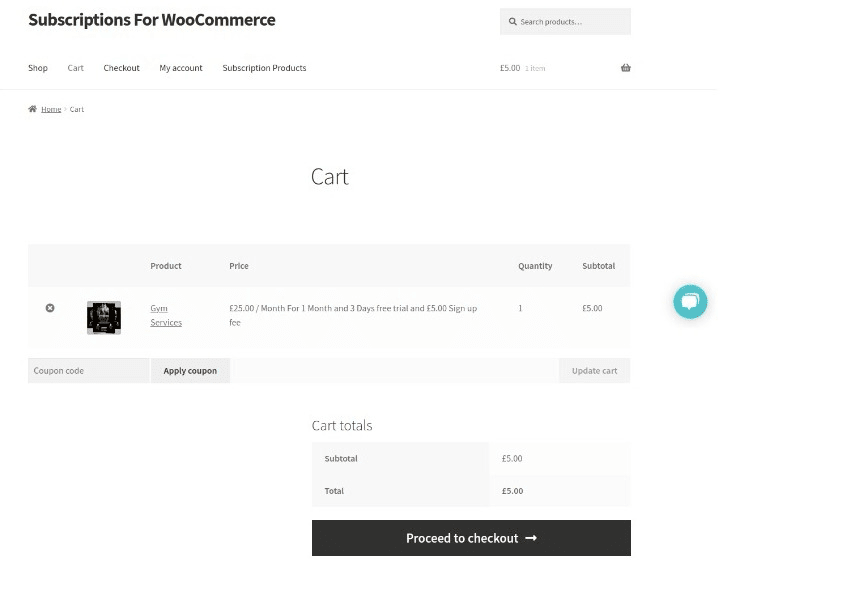 Subscriptions For WooCommerce
Search products...
Shop Cart Checkout My account Subscription Products
£5.00 1 item
Home › Cart
Cart
Product Price Quantity Subtotal
Gym £25.00 / Month For 1 Month and 3 Days free trial and £5.00 Sign up 1 £5.00
Services fee
Coupon code Apply coupon Update cart
Cart totals
Subtotal £5.00
Total £5.00
Proceed to checkout →